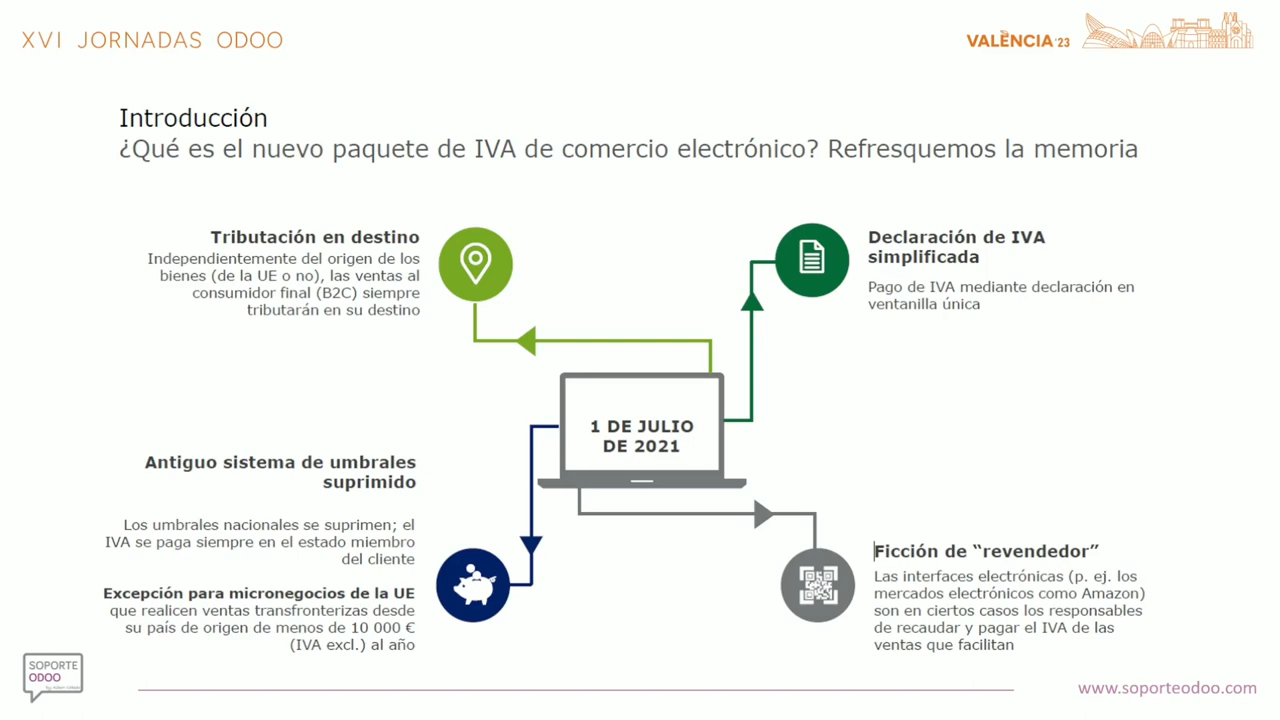 XVI JORNADAS ODOO
VALÈNCIA'23
Introducción
¿Qué es el nuevo paquete de IVA de comercio electrónico? Refresquemos la memoria
Tributación en destino
Independientemente del origen de los
bienes (de la UE o no), las ventas al
consumidor final (B2C) siempre
tributarán en su destino
Declaración de IVA
simplificada
Pago de IVA mediante declaración en
ventanilla única
1 DE JULIO
DE 2021
Antiguo sistema de umbrales
suprimido
Los umbrales nacionales se suprimen; el
IVA se paga siempre en el estado miembro
del cliente
Excepción para micronegocios de la UE
que realicen ventas transfronterizas desde
su país de origen de menos de 10 000 €
(IVA excl.) al año
Ficción de “revendedor”
Las interfaces electrónicas (p. ej. los
mercados electrónicos como Amazon)
son en ciertos casos los responsables
de recaudar y pagar el IVA de las
ventas que facilitan
SOPORTE
ODOO
www.soporteodoo.com